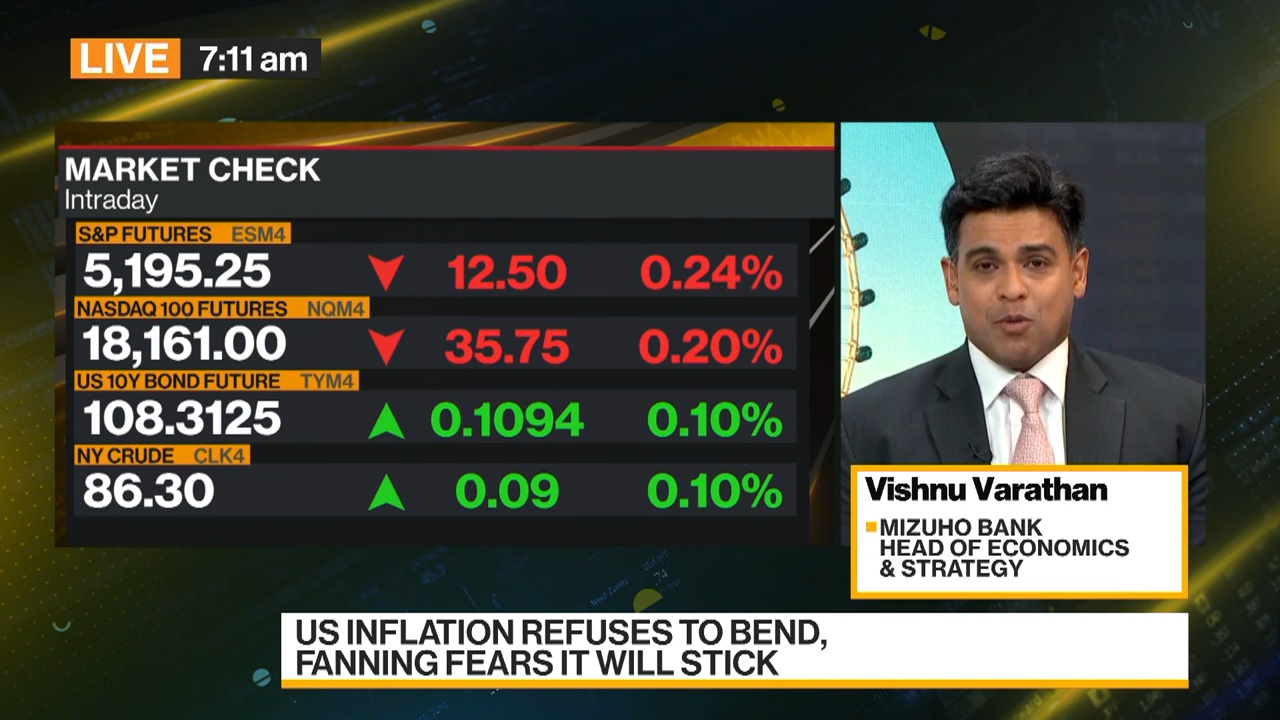 LIVE 7:11 am
MARKET CHECK
Intraday
S&P FUTURES ESM4
5,195.25 12.50 0.24%
NASDAQ 100 FUTURES NQM4
18,161.00 35.75 0.20%
US 10Y BOND FUTURE TYM4
108.3125 0.1094 0.10%
NY CRUDE CLK4
86.30 0.09 0.10%
Vishnu Varathan
MIZUHO BANK
HEAD OF ECONOMICS
& STRATEGY
US INFLATION REFUSES TO BEND,
FANNING FEARS IT WILL STICK